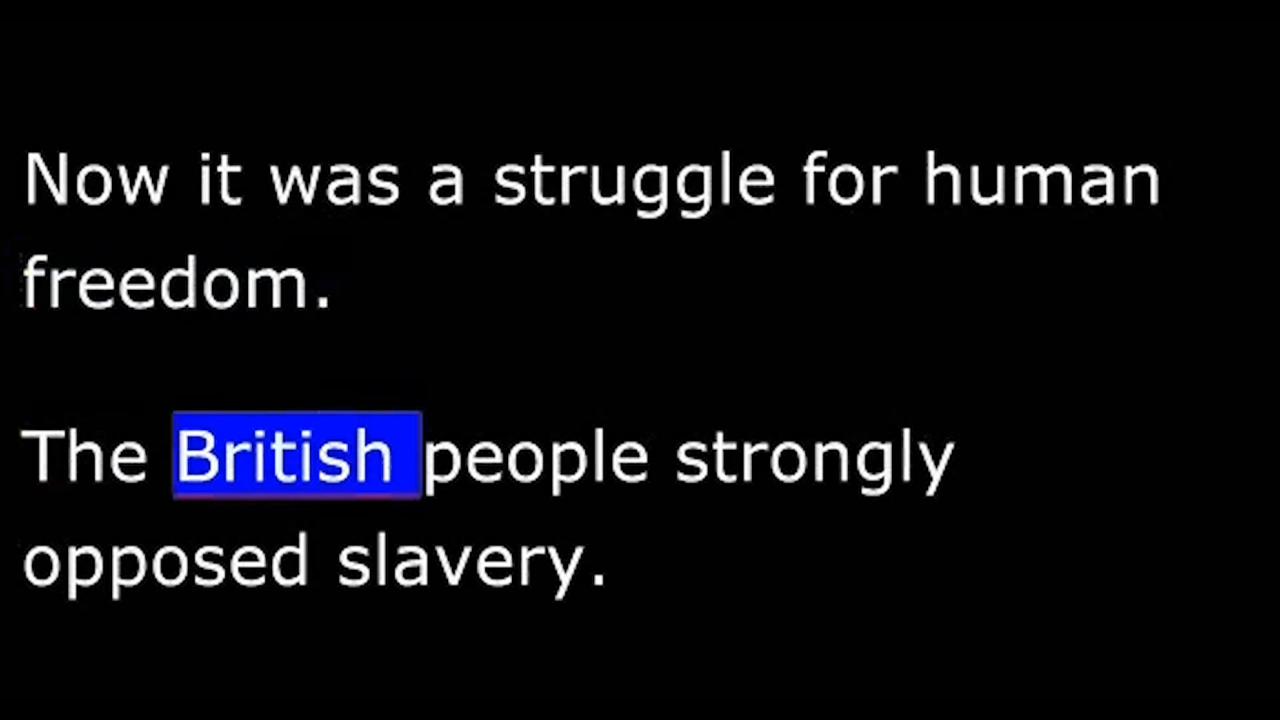 Now it was a struggle for human
freedom.
The British people strongly
opposed slavery.